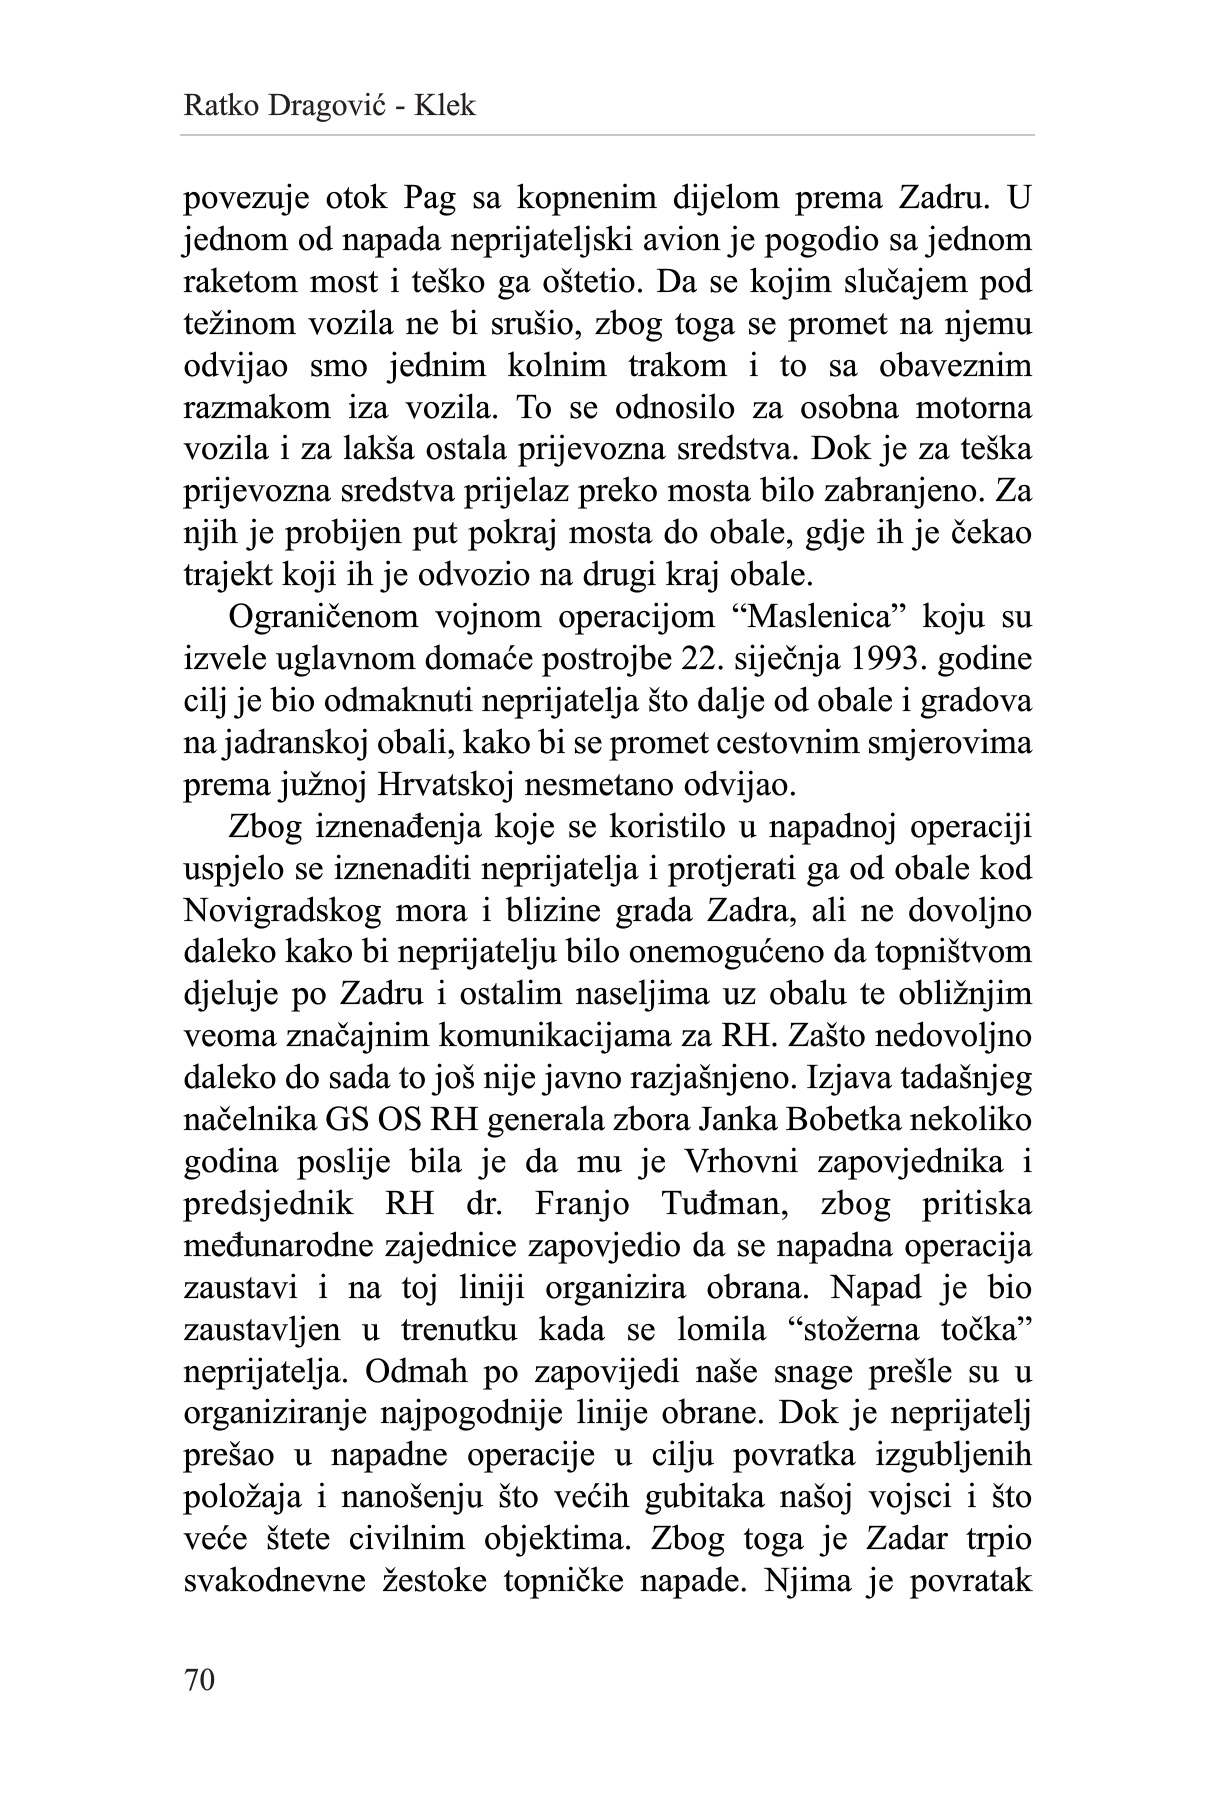 Ratko Dragović - Klek
povezuje otok Pag sa kopnenim dijelom prema Zadru. U
jednom od napada neprijateljski avion je pogodio sa jednom
raketom most i teško ga oštetio. Da se kojim slučajem pod
težinom vozila ne bi srušio, zbog toga se promet na njemu
odvijao smo jednim kolnim trakom i to sa obaveznim
razmakom iza vozila. To se odnosilo za osobna motorna
vozila i za lakša ostala prijevozna sredstva. Dok je za teška
prijevozna sredstva prijelaz preko mosta bilo zabranjeno. Za
njih je probijen put pokraj mosta do obale, gdje ih je čekao
trajekt koji ih je odvozio na drugi kraj obale.
Ograničenom vojnom operacijom “Maslenica” koju su
izvele uglavnom domaće postrojbe 22. siječnja 1993. godine
cilj je bio odmaknuti neprijatelja što dalje od obale i gradova
na jadranskoj obali, kako bi se promet cestovnim smjerovima
prema južnoj Hrvatskoj nesmetano odvijao.
Zbog iznenađenja koje se koristilo u napadnoj operaciji
uspjelo se iznenaditi neprijatelja i protjerati ga od obale kod
Novigradskog mora i blizine grada Zadra, ali ne dovoljno
daleko kako bi neprijatelju bilo onemogućeno da topništvom
djeluje po Zadru i ostalim naseljima uz obalu te obližnjim
veoma značajnim komunikacijama za RH. Zašto nedovoljno
daleko do sada to još nije javno razjašnjeno. Izjava tadašnjeg
načelnika GS OS RH generala zbora Janka Bobetka nekoliko
godina poslije bila je da mu je Vrhovni zapovjednika i
predsjednik RH dr. Franjo Tuđman, zbog pritiska
međunarodne zajednice zapovjedio da se napadna operacija
zaustavi i na toj liniji organizira obrana. Napad je bio
zaustavljen u trenutku kada se lomila “stožerna točka”
neprijatelja. Odmah po zapovijedi naše snage prešle su u
organiziranje najpogodnije linije obrane. Dok je neprijatelj
prešao u napadne operacije u cilju povratka izgubljenih
položaja i nanošenju što većih gubitaka našoj vojsci i što
veće štete civilnim objektima. Zbog toga je Zadar trpio
svakodnevne žestoke topničke napade. Njima je povratak
70